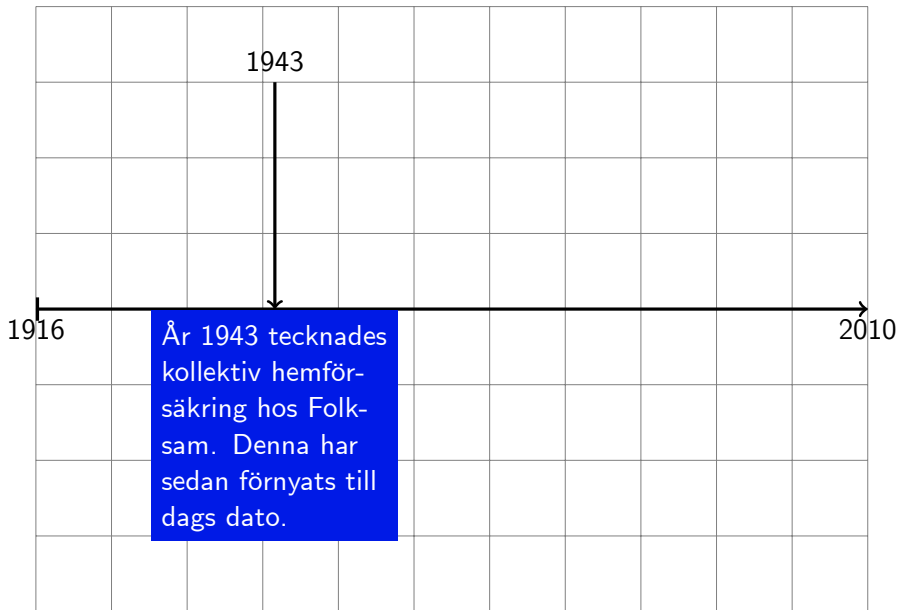 1943
1916
2010
År 1943 tecknades
kollektiv hemför-
säkring hos Folk-
sam. Denna har
sedan förnyats till
dags dato.